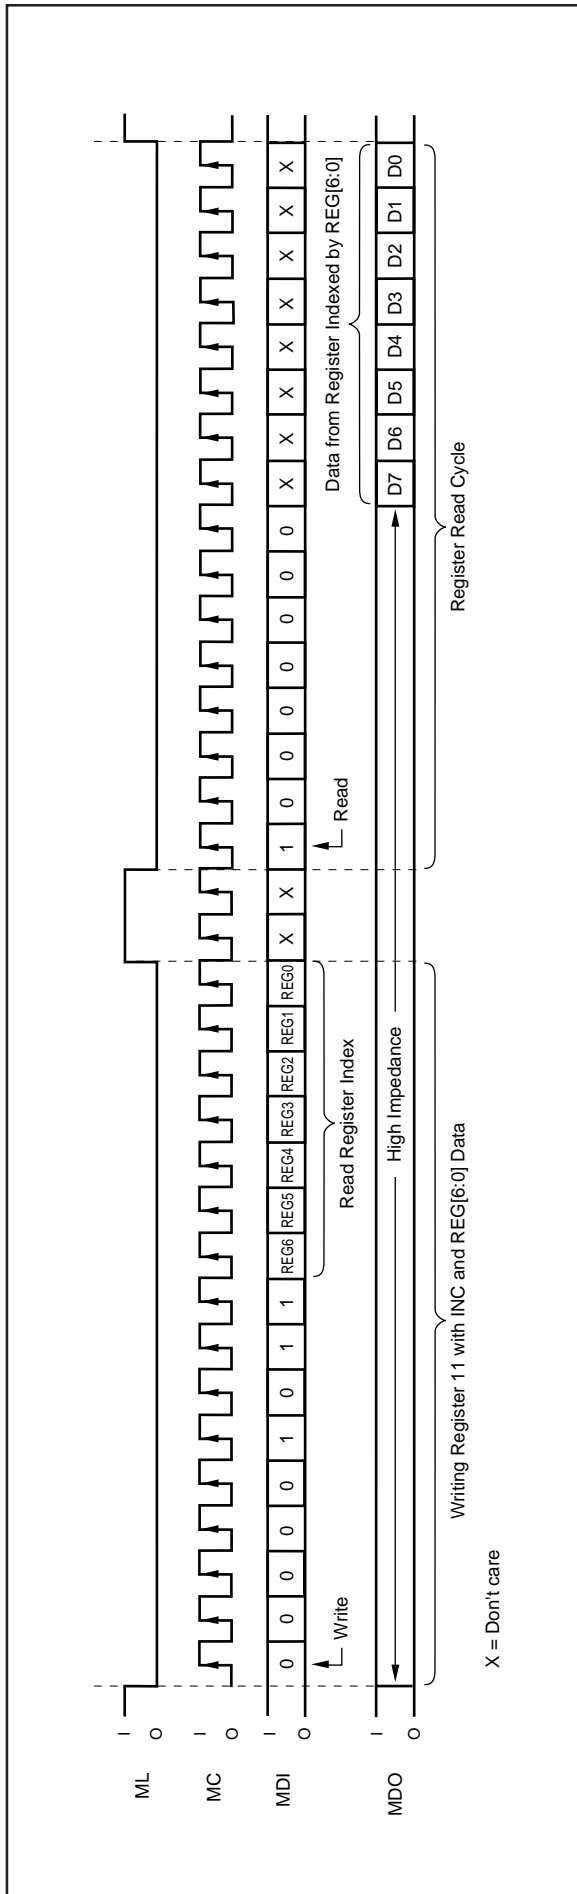 ML I O
MC I O
MDI I O 0 0 0 0 0 1 0 1 1 REG6 REG5 REG4 REG3 REG2 REG1 REG0 X X 1 0 0 0 0 0 0 0 X X X X X X X X
Write
Read Register Index
Read
Data from Register Indexed by REG[6:0]
MDO I O High Impedance D7 D6 D5 D4 D3 D2 D1 D0
Writing Register 11 with INC and REG[6:0] Data
Register Read Cycle
X = Don't care